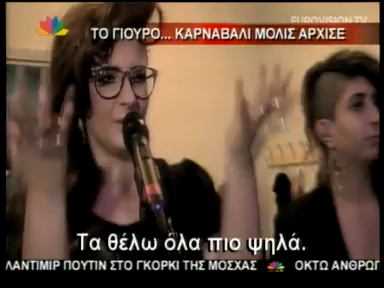 EUROVISION.TV
ΤΟ ΓΙΟΥΡΟ... ΚΑΡΝΑΒΑΛΙ ΜΟΛΙΣ ΑΡΧΙΣΕ
Τα θέλω όλα πιο ψηλά.
ΛΑΝΤΙΜΙΡ ΠΟΥΤΙΝ ΣΤΟ ΓΚΟΡΚΙ ΤΗΣ ΜΟΣΧΑΣ ΟΚΤΩ ΑΝΘΡΩΓ